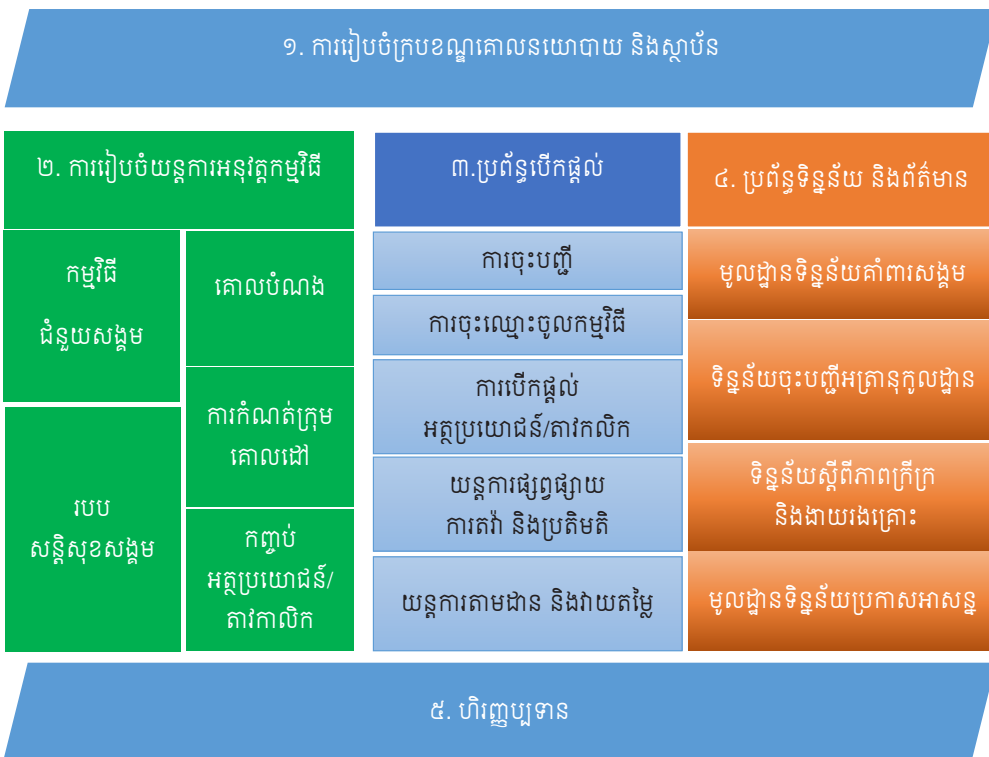 ១. ការរៀបចំក្របខណ្ឌគោលនយោបាយ និងស្ថាប័ន
២. ការរៀបចំយន្តការអនុវត្តកម្មវិធី
កម្មវិធី
ជំនួយសង្គម
របប
សន្តិសុខសង្គម
គោលបំណង
ការកំណត់ក្រុម
គោលដៅ
កញ្ចប់
អត្ថប្រយោជន៍/
តាវកាលិក
៣.ប្រព័ន្ធបើកផ្តល់
ការចុះបញ្ជី
ការចុះឈ្មោះចូលកម្មវិធី
ការបើកផ្តល់
អត្ថប្រយោជន៍/តាវកលិក
យន្តការផ្សព្វផ្សាយ
ការតវ៉ា និងប្រតិមតិ
យន្តការតាមដាន និងវាយតម្លៃ
៤. ប្រព័ន្ធទិន្នន័យ និងព័ត៌មាន
មូលដ្ឋានទិន្នន័យគាំពារសង្គម
ទិន្នន័យចុះបញ្ជីអត្រានុកូលដ្ឋាន
ទិន្នន័យស្តីពីភាពក្រីក្រ
និងងាយរងគ្រោះ
មូលដ្ឋានទិន្នន័យប្រកាសអាសន្ន
៥. ហិរញ្ញប្បទាន